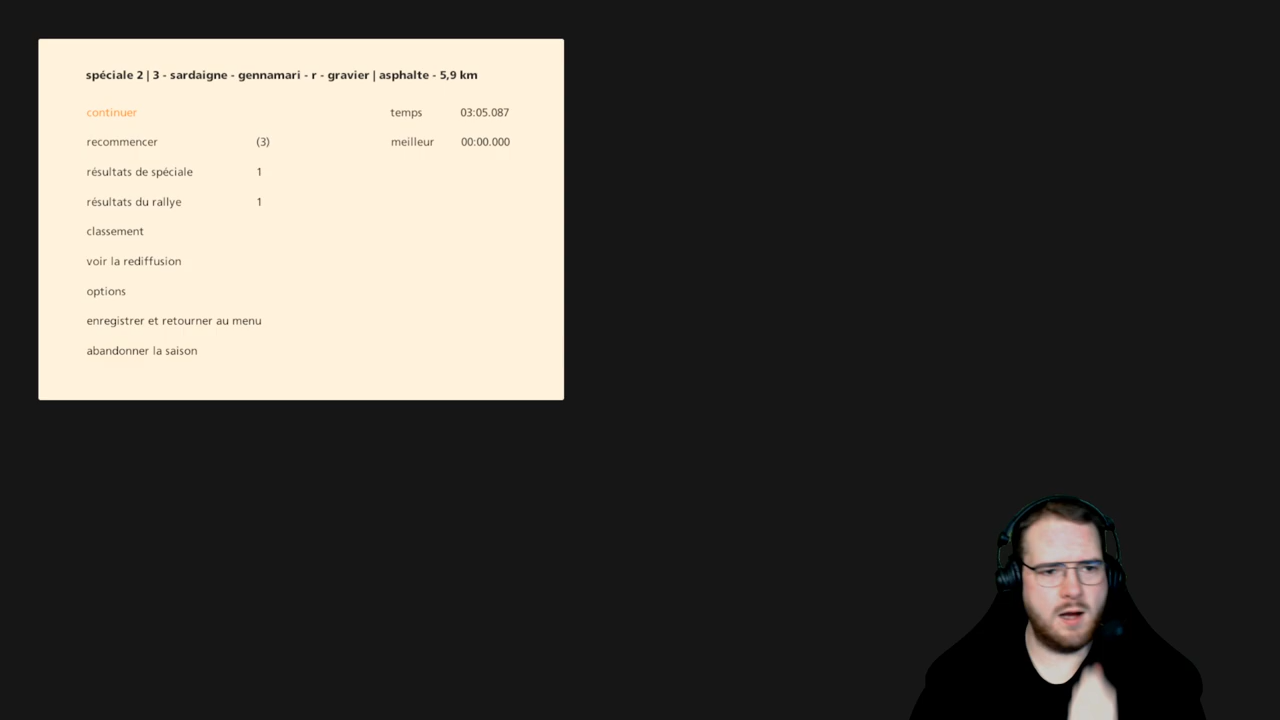 spéciale 2 | 3 - sardaigne - gennamari - r - gravier | asphalte - 5,9 km
continuer temps 03:05.087
recommencer (3) meilleur 00:00.000
résultats de spéciale 1
résultats du rallye 1
classement
voir la rediffusion
options
enregistrer et retourner au menu
abandonner la saison